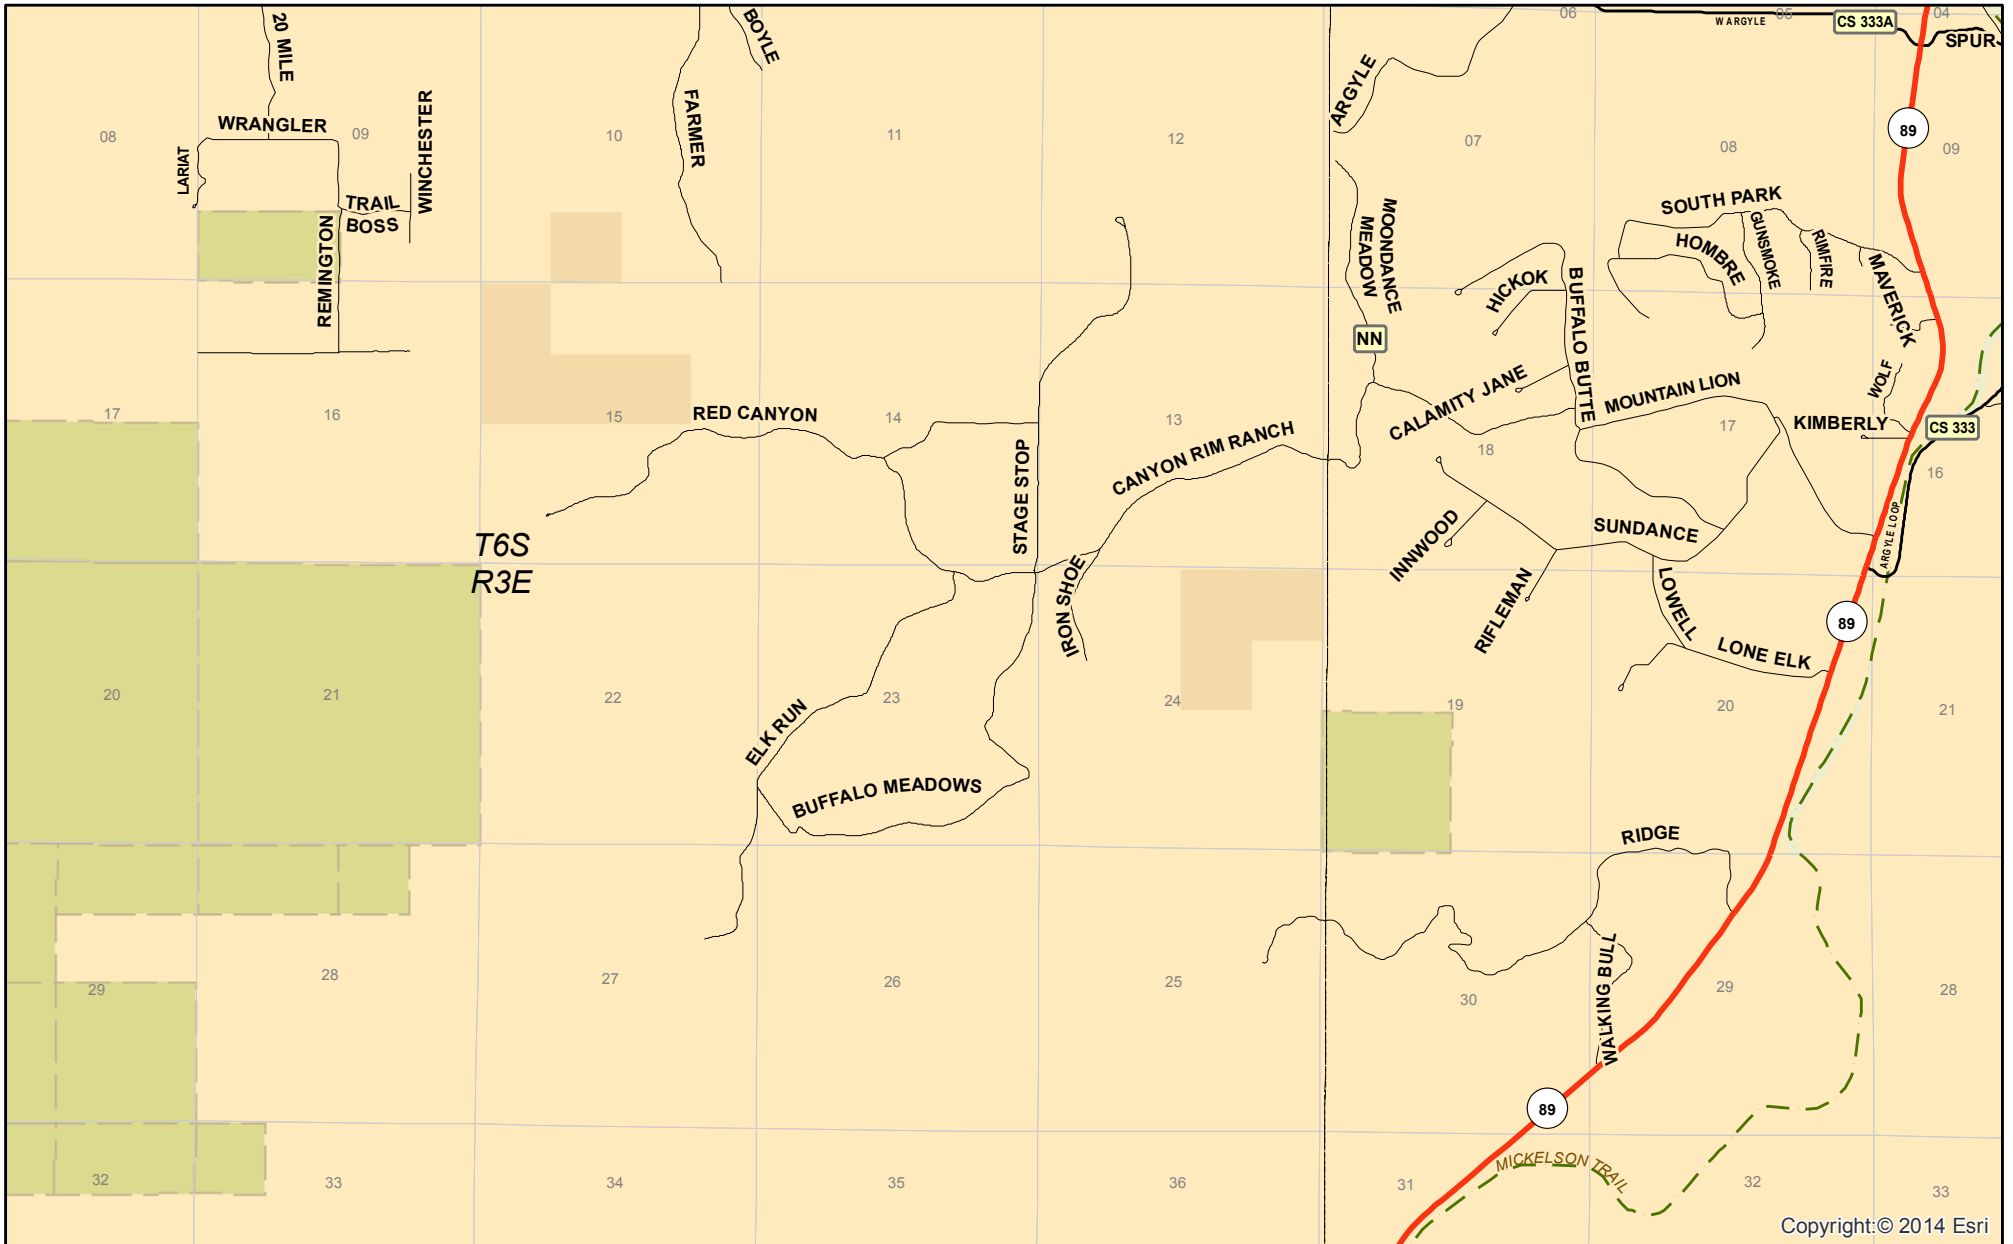 06
05
04
W ARGYLE
CS 333A
SPUR
20 MILE
BOYLE
ARGYLE
FARMER
WINCHESTER
WRANGLER
08
09
10
11
12
07
08
89
09
LARIAT
TRAIL
BOSS
REMINGTON
MOONDANCE
MEADOW
SOUTH PARK
HOMBRE
GUNSMOKE
RIMFIRE
MAVERICK
HICKOK
BUFFALO BUTTE
NN
CALAMITY JANE
MOUNTAIN LION
WOLF
KIMBERLY
CS 333
17
16
15
RED CANYON
14
13
18
17
16
STAGE STOP
CANYON RIM RANCH
INNWOOD
SUNDANCE
ARGYLE LOOP
T6S
R3E
IRON SHOE
RIFLEMAN
LOWELL
LONE ELK
89
20
21
22
23
24
19
20
21
ELK RUN
BUFFALO MEADOWS
RIDGE
WALKING BULL
29
28
27
26
25
30
29
28
89
MICKELSON TRAIL
32
33
34
35
36
31
32
33
Copyright:© 2014 Esri